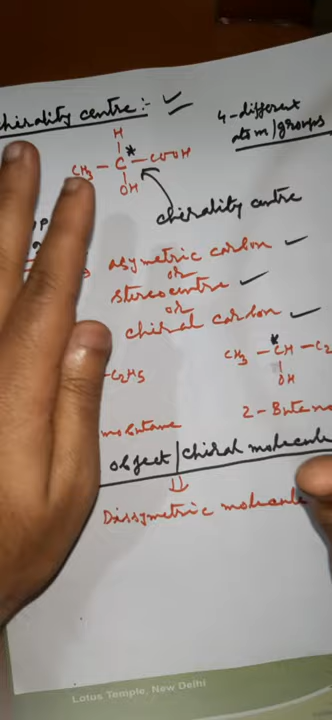 chirality centre :-
4-different
atom/groups
H
CH3 - C* - COOH
OH
chirality centre
asymetric carbon
or
stereocentre
or
chiral carbon
CH3 - *CH - C2
- C2H5
OH
2-Butano
object/chiral molecule
Dissymetric molecule
Lotus Temple, New Delhi